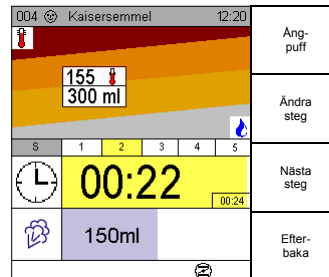 004 Kaisersemmel 12:20
155
300 ml
S 1 2 3 4 5
00:22
00:24
150ml
Ång-
puff
Ändra
steg
Nästa
steg
Efter-
baka